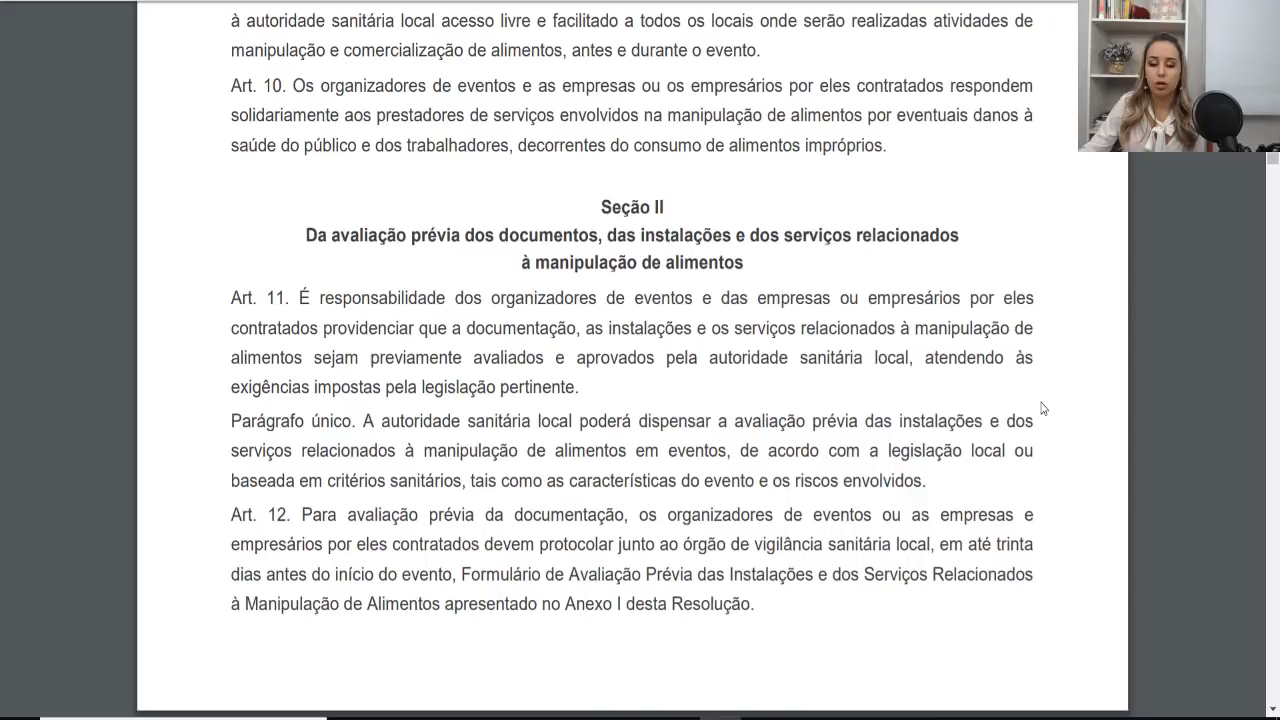 à autoridade sanitária local acesso livre e facilitado a todos os locais onde serão realizadas atividades de
manipulação e comercialização de alimentos, antes e durante o evento.
Art. 10. Os organizadores de eventos e as empresas ou os empresários por eles contratados respondem
solidariamente aos prestadores de serviços envolvidos na manipulação de alimentos por eventuais danos à
saúde do público e dos trabalhadores, decorrentes do consumo de alimentos impróprios.
Seção II
Da avaliação prévia dos documentos, das instalações e dos serviços relacionados
à manipulação de alimentos
Art. 11. É responsabilidade dos organizadores de eventos e das empresas ou empresários por eles
contratados providenciar que a documentação, as instalações e os serviços relacionados à manipulação de
alimentos sejam previamente avaliados e aprovados pela autoridade sanitária local, atendendo às
exigências impostas pela legislação pertinente.
Parágrafo único. A autoridade sanitária local poderá dispensar a avaliação prévia das instalações e dos
serviços relacionados à manipulação de alimentos em eventos, de acordo com a legislação local ou
baseada em critérios sanitários, tais como as características do evento e os riscos envolvidos.
Art. 12. Para avaliação prévia da documentação, os organizadores de eventos ou as empresas e
empresários por eles contratados devem protocolar junto ao órgão de vigilância sanitária local, em até trinta
dias antes do início do evento, Formulário de Avaliação Prévia das Instalações e dos Serviços Relacionados
à Manipulação de Alimentos apresentado no Anexo I desta Resolução.